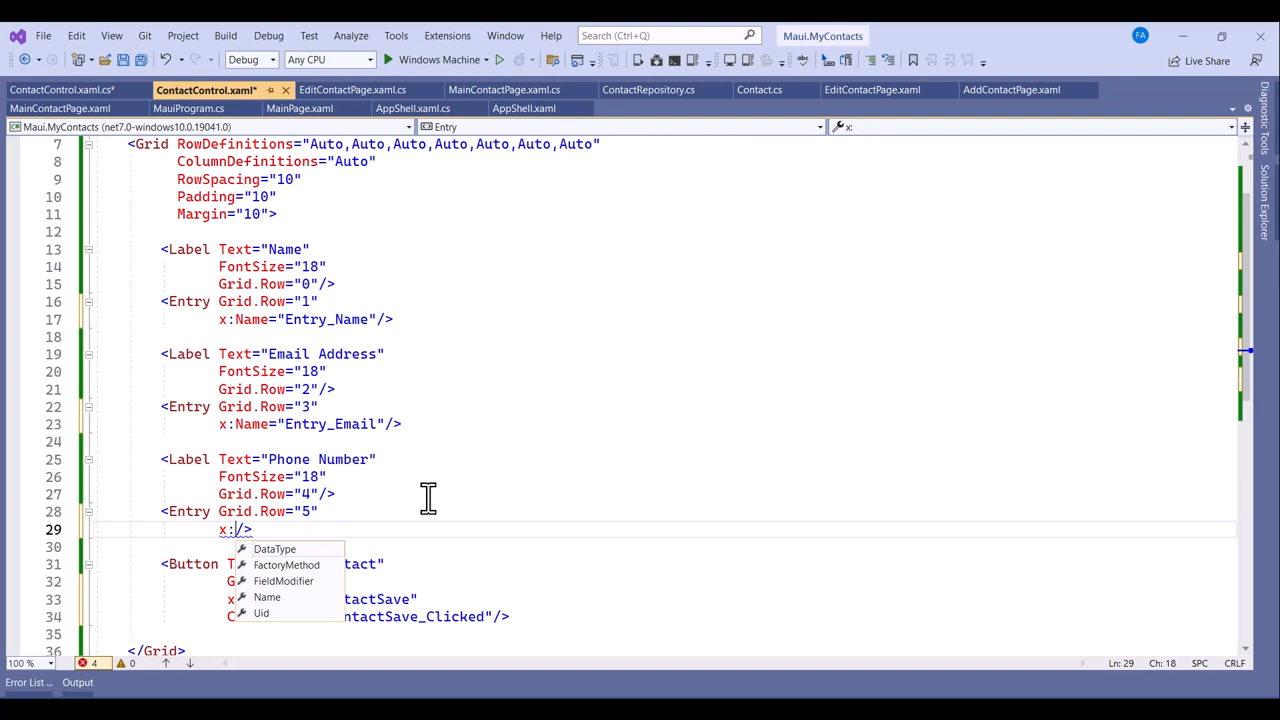 File Edit View Git Project Build Debug Test Analyze Tools Extensions Window Help Search (Ctrl+Q) Maui.MyContacts FA
Debug Any CPU Windows Machine Live Share
ContactControl.xaml.cs* ContactControl.xaml* EditContactPage.xaml.cs MainContactPage.xaml.cs ContactRepository.cs Contact.cs EditContactPage.xaml AddContactPage.xaml
MainContactPage.xaml MauiProgram.cs MainPage.xaml AppShell.xaml.cs AppShell.xaml
Maui.MyContacts (net7.0-windows10.0.19041.0) Entry x:
Diagnostic Tools
Solution Explorer
7 <Grid RowDefinitions="Auto,Auto,Auto,Auto,Auto,Auto,Auto"
8 ColumnDefinitions="Auto"
9 RowSpacing="10"
10 Padding="10"
11 Margin="10">
12
13 <Label Text="Name"
14 FontSize="18"
15 Grid.Row="0"/>
16 <Entry Grid.Row="1"
17 x:Name="Entry_Name"/>
18
19 <Label Text="Email Address"
20 FontSize="18"
21 Grid.Row="2"/>
22 <Entry Grid.Row="3"
23 x:Name="Entry_Email"/>
24
25 <Label Text="Phone Number"
26 FontSize="18"
27 Grid.Row="4"/>
28 <Entry Grid.Row="5"
29 x:/>
30 DataType
31 <Button T FactoryMethod tact"
32 G FieldModifier
33 x Name tactSave"
34 C Uid ntactSave_Clicked"/>
35
36 </Grid>
100 % 4 0 Ln: 29 Ch: 18 SPC CRLF
Error List ... Output